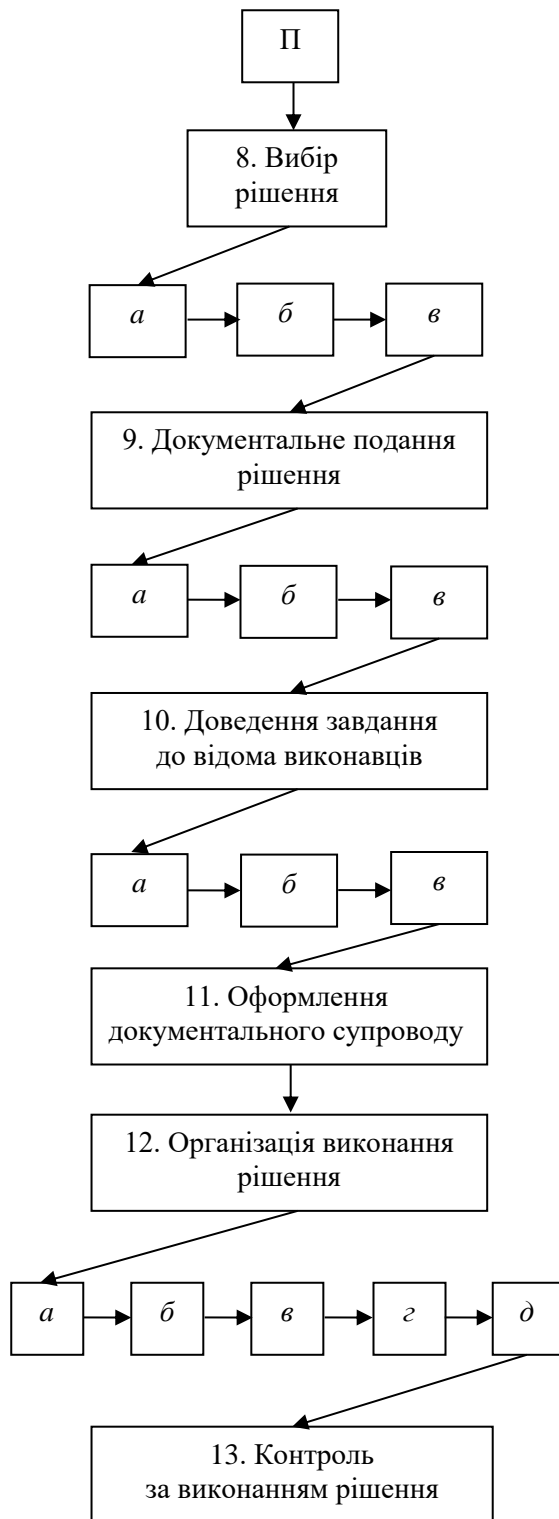 П
8. Вибір
рішення
а б в
9. Документальне подання
рішення
а б в
10. Доведення завдання
до відома виконавців
а б в
11. Оформлення
документального супроводу
12. Організація виконання
рішення
а б в г д
13. Контроль
за виконанням рішення